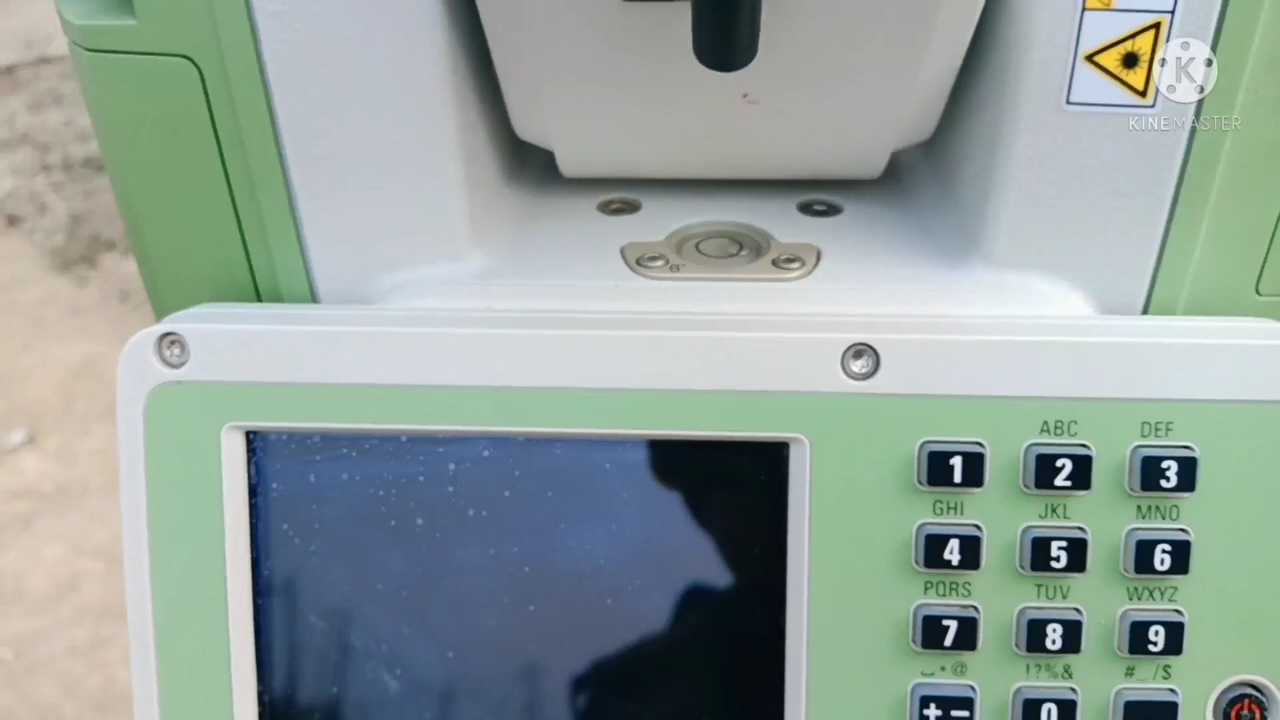 K
KINEMASTER
6'
ABC DEF
1 2 3
GHI JKL MNO
4 5 6
PQRS TUV WXYZ
7 8 9
␣*@ !?%& #_/$
+- 0